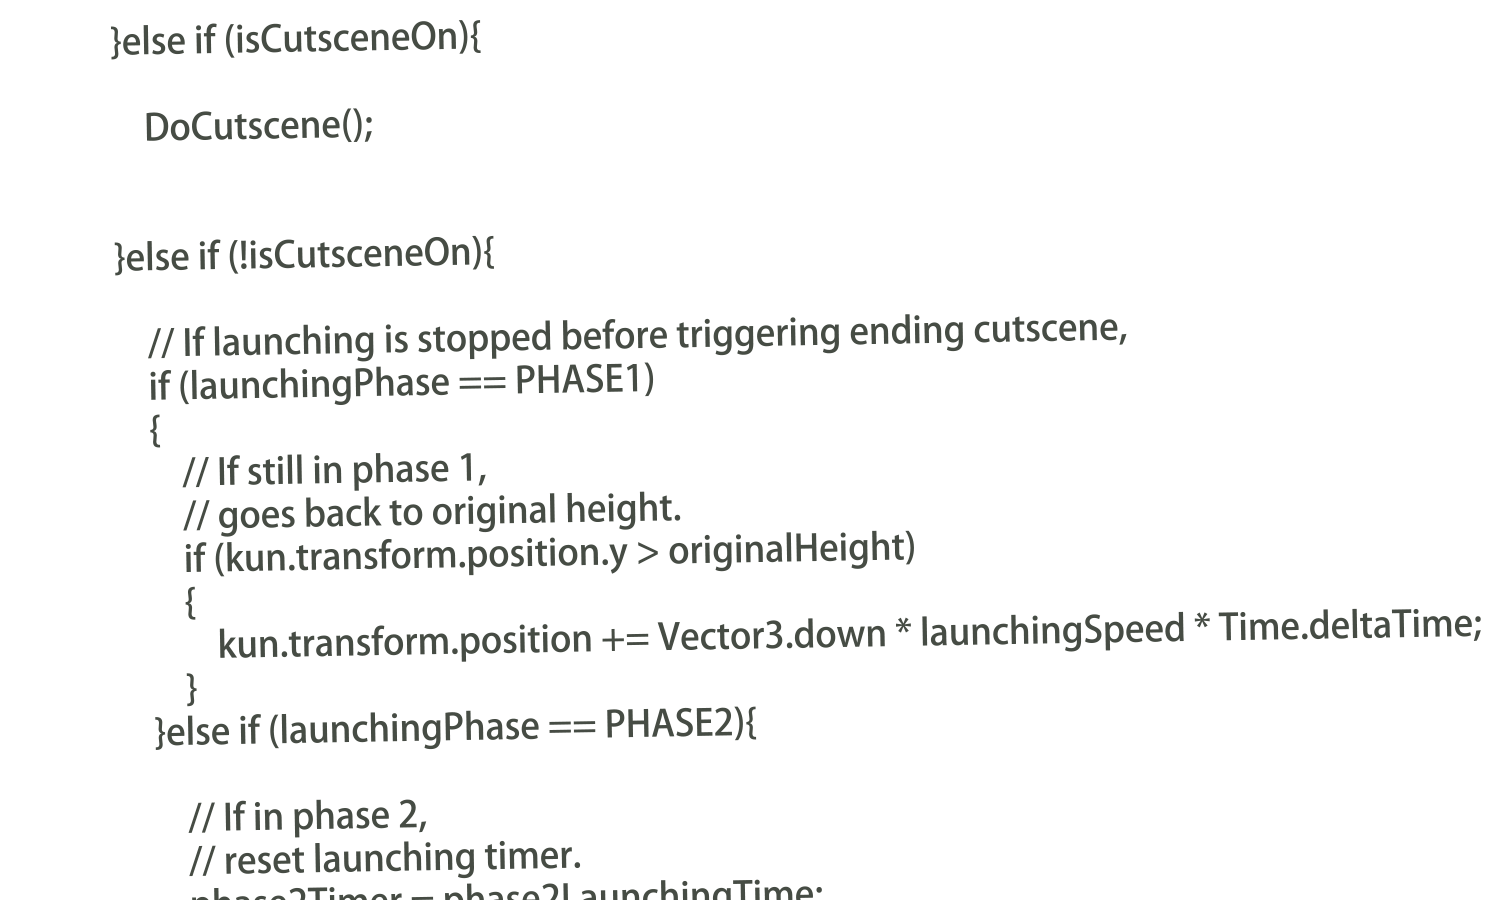 }else if (isCutsceneOn){
DoCutscene();
}else if (!isCutsceneOn){
// If launching is stopped before triggering ending cutscene,
if (launchingPhase == PHASE1)
{
// If still in phase 1,
// goes back to original height.
if (kun.transform.position.y > originalHeight)
{
kun.transform.position += Vector3.down * launchingSpeed * Time.deltaTime;
}
}else if (launchingPhase == PHASE2){
// If in phase 2,
// reset launching timer.
phase2Timer = phase2LaunchingTime;